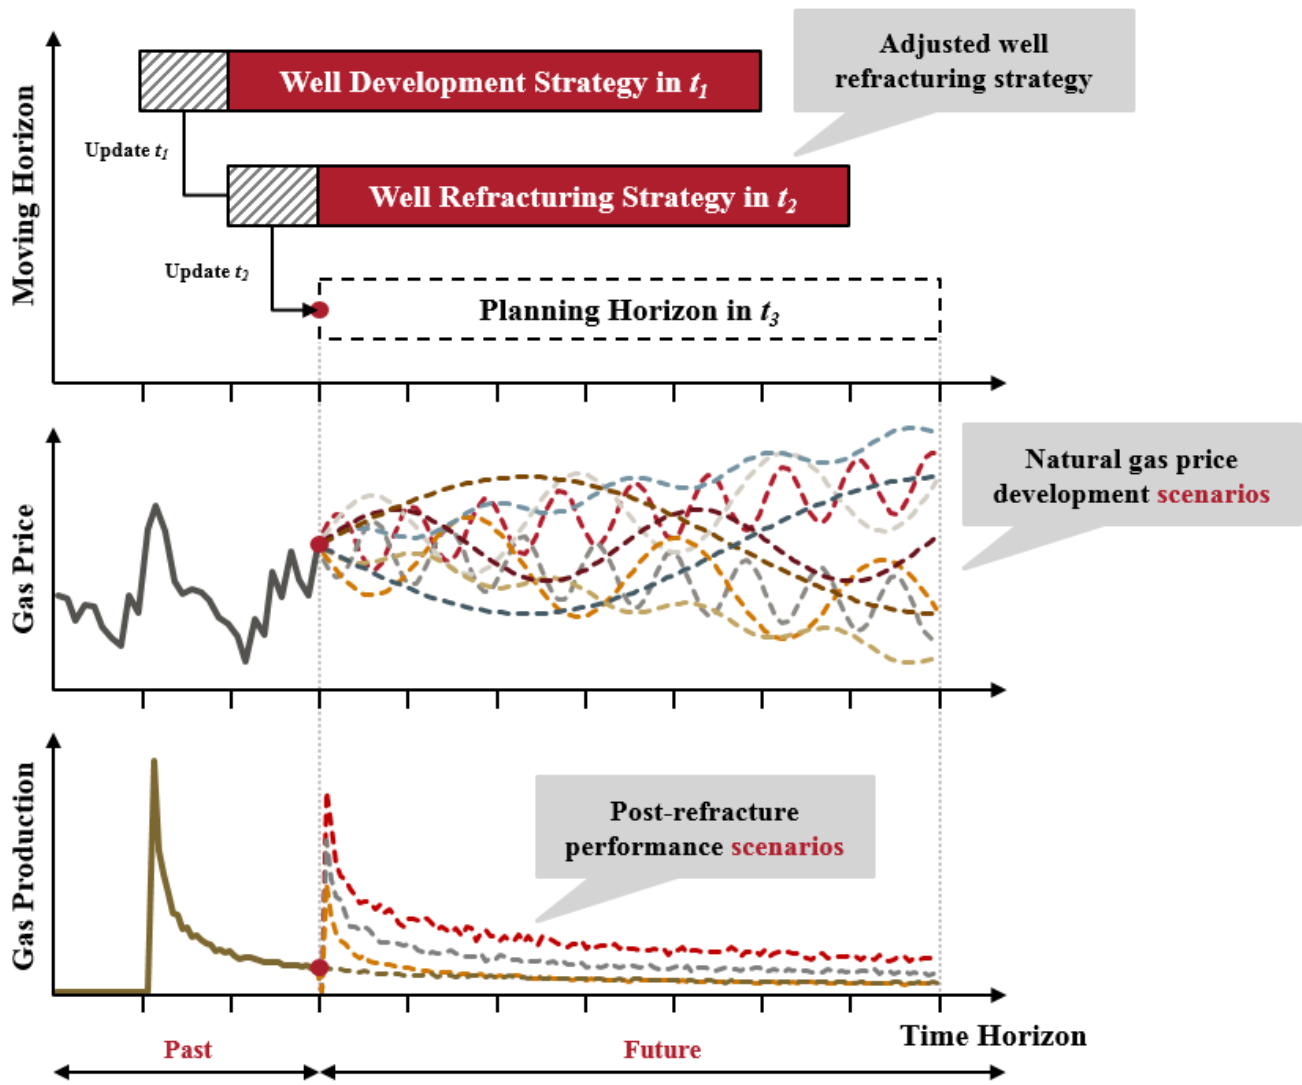 Adjusted well
refracturing strategy
Well Development Strategy in t1
Update t1
Well Refracturing Strategy in t2
Update t2
Planning Horizon in t3
Moving Horizon
Natural gas price
development scenarios
Gas Price
Post-refracture
performance scenarios
Gas Production
Time Horizon
Past
Future